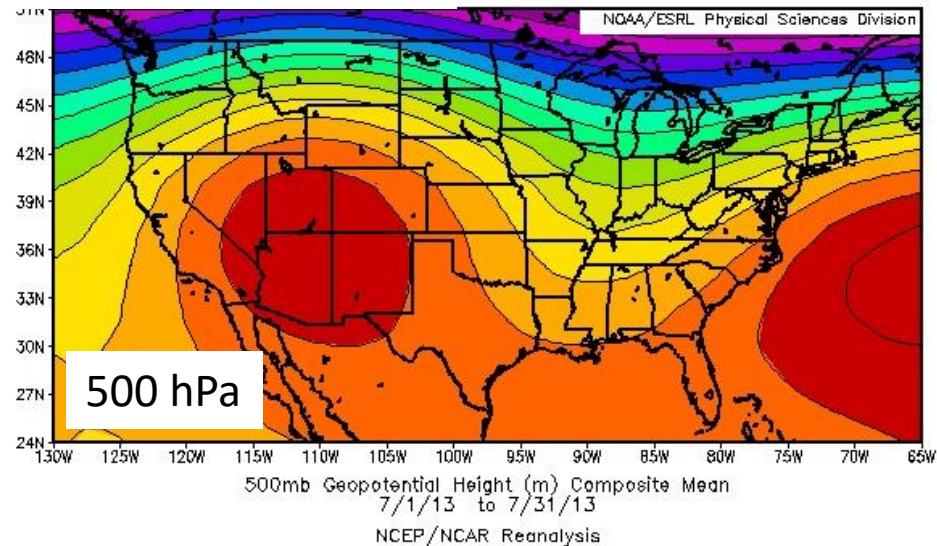 51N
NOAA/ESRL Physical Sciences Division
48N
45N
42N
39N
36N
33N
30N
27N
24N
500 hPa
130W 125W 120W 115W 110W 105W 100W 95W 90W 85W 80W 75W 70W 65W
500mb Geopotential Height (m) Composite Mean
7/1/13 to 7/31/13
NCEP/NCAR Reanalysis